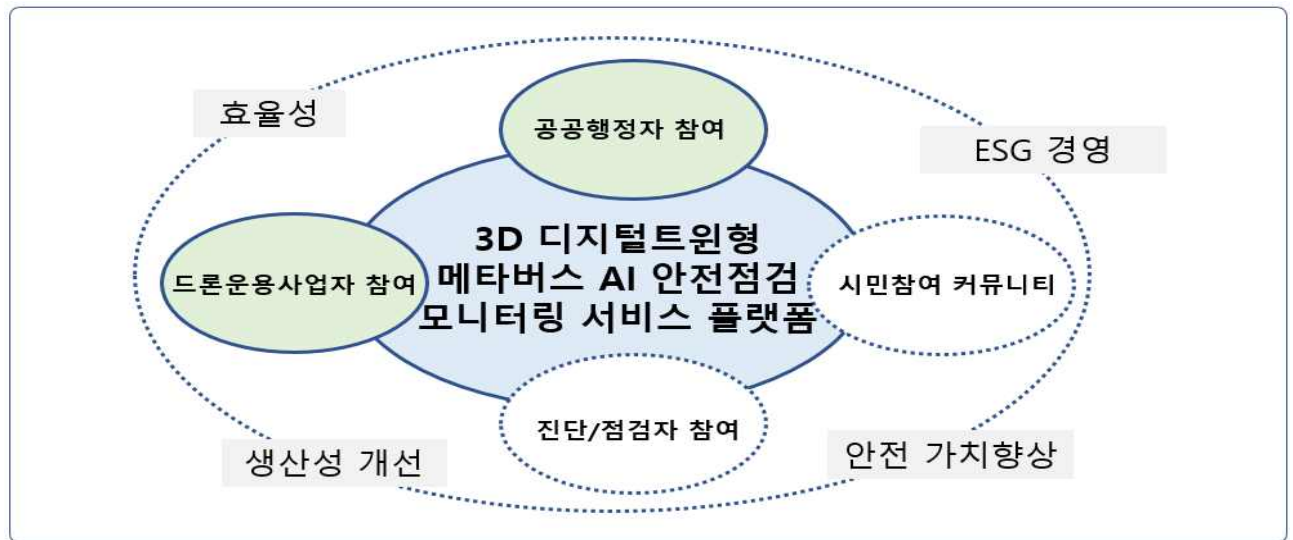 효율성
공공행정자 참여
ESG 경영
3D 디지털트윈형
메타버스 AI 안전점검
모니터링 서비스 플랫폼
드론운용사업자 참여
시민참여 커뮤니티
진단/점검자 참여
생산성 개선
안전 가치향상